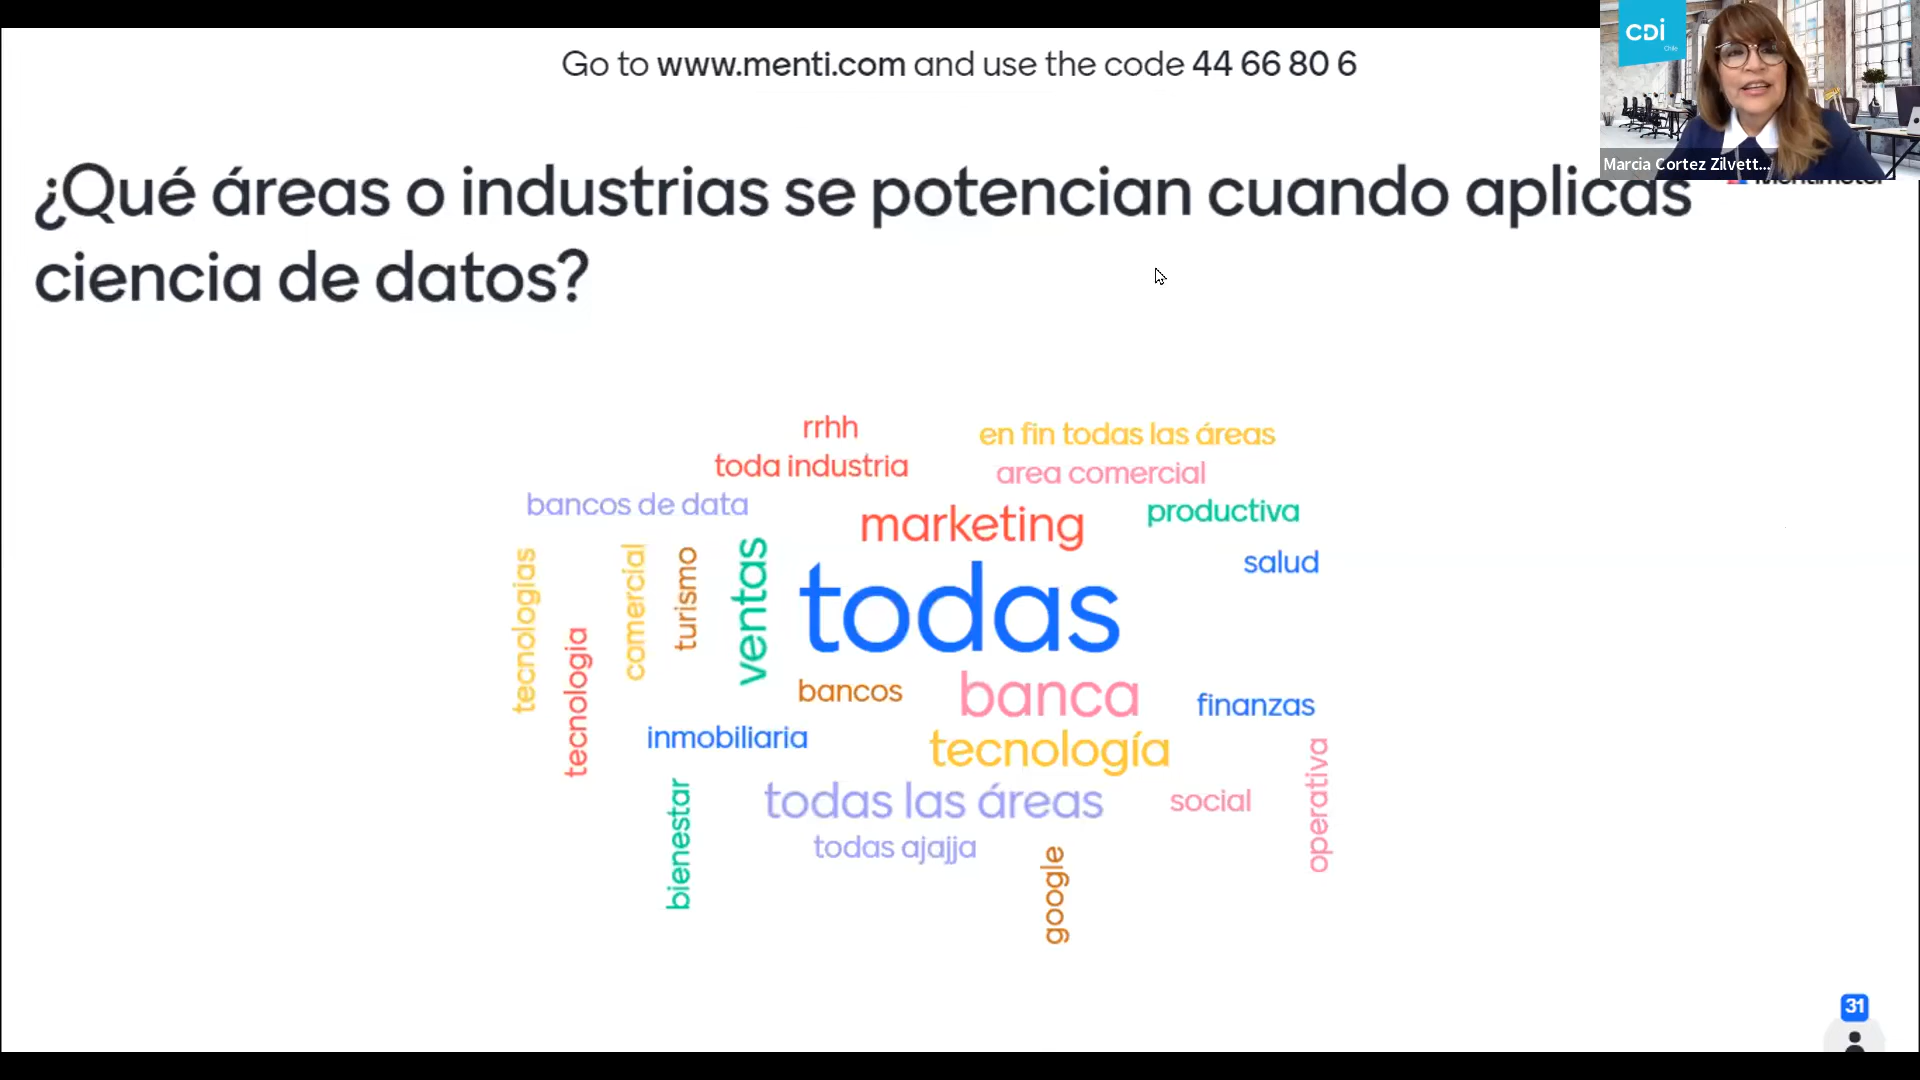 Go to www.menti.com and use the code 44 66 80 6
CDi
Chile
Marcia Cortez Zilvett...
¿Qué áreas o industrias se potencian cuando aplicas
ciencia de datos?
rrhh
en fin todas las áreas
toda industria
area comercial
bancos de data
marketing
productiva
salud
tecnologias
tecnologia
comercial
turismo
ventas
todas
bancos
banca
finanzas
inmobiliaria
tecnología
operativa
todas las áreas
social
bienestar
todas ajajja
google
31